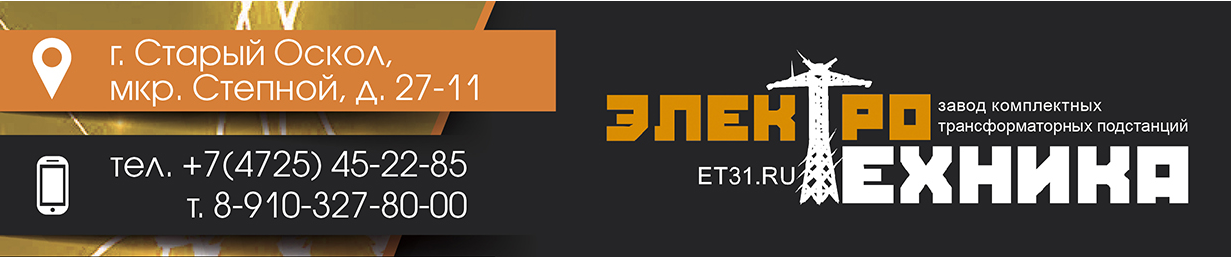 г. Старый Оскол,
мкр. Степной, д. 27-11
тел. +7(4725) 45-22-85
т. 8-910-327-80-00
ЭЛЕКТРО
завод комплектных
трансформаторных подстанций
ET31.RU
ТЕХНИКА